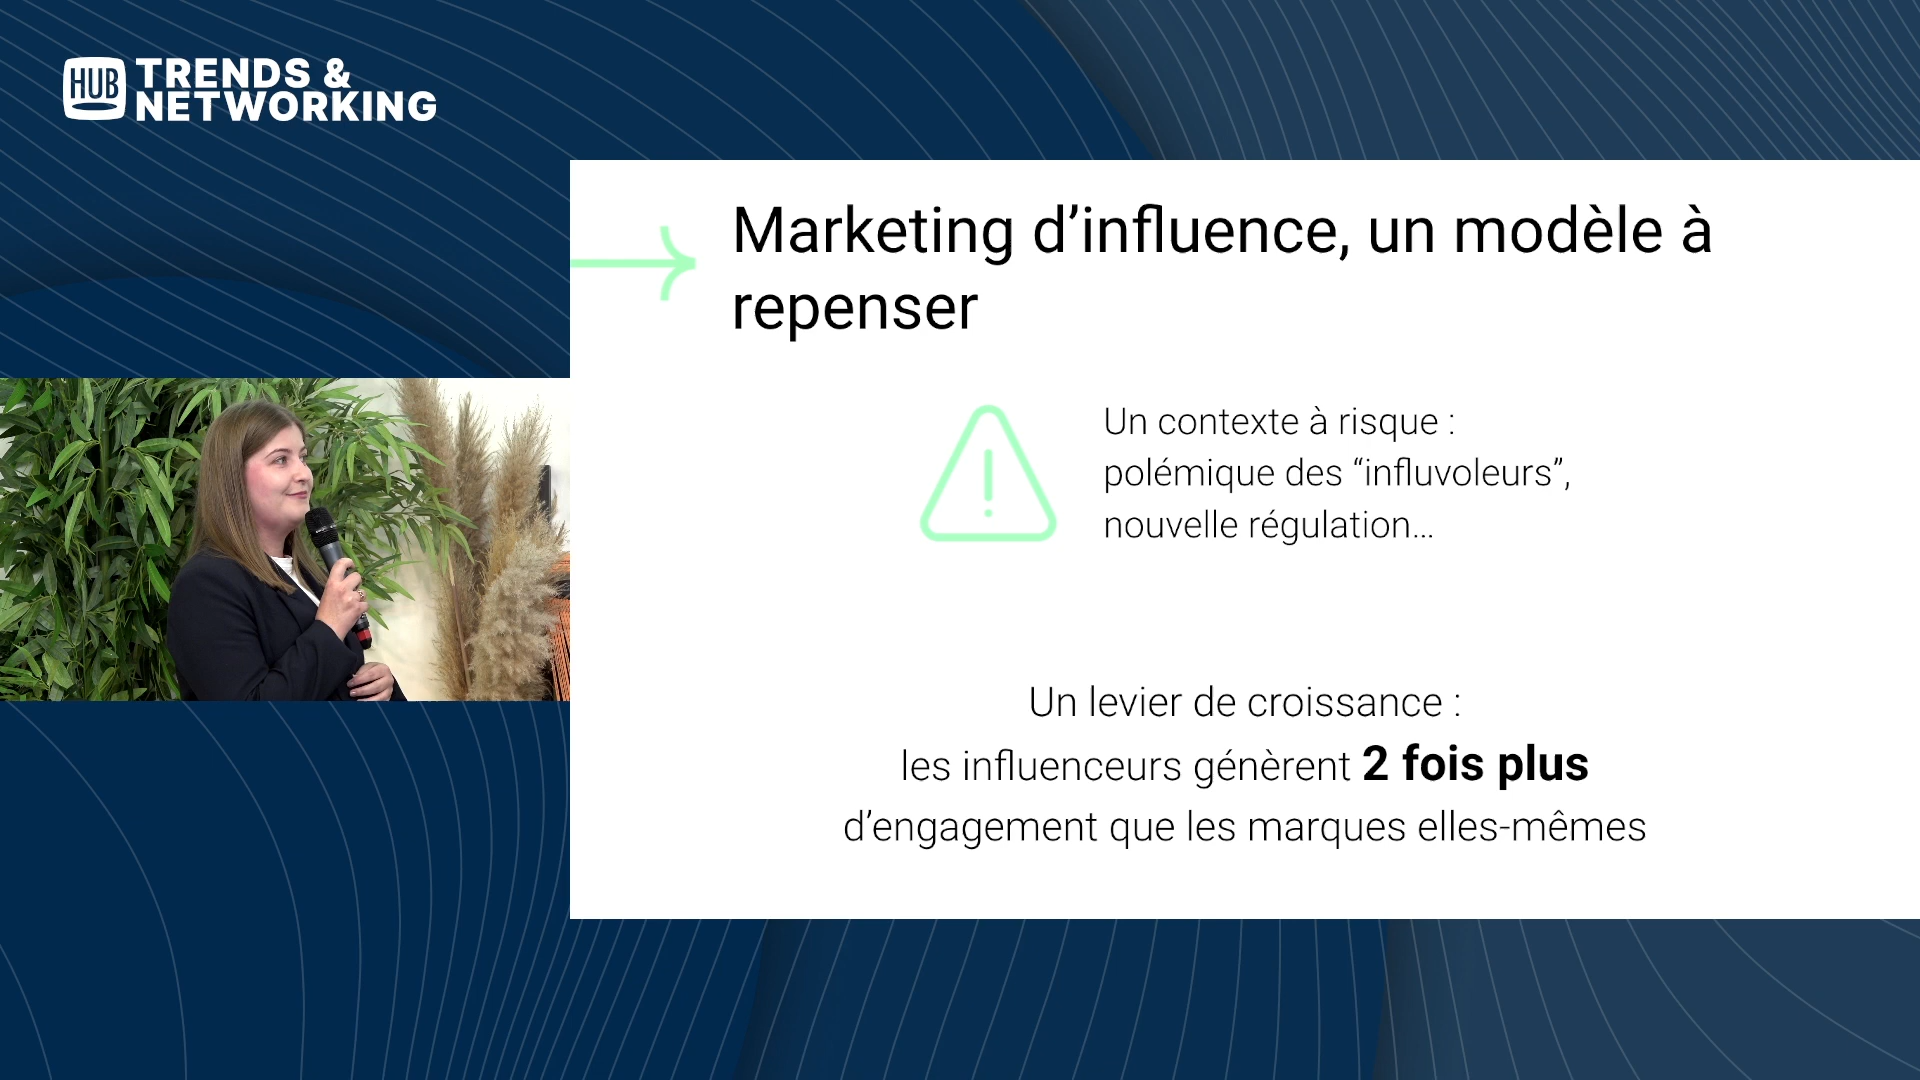 HUB
TRENDS &
NETWORKING
Marketing d’influence, un modèle à
repenser
Un contexte à risque :
polémique des “influvoleurs”,
nouvelle régulation...
Un levier de croissance :
les influenceurs génèrent 2 fois plus
d’engagement que les marques elles-mêmes